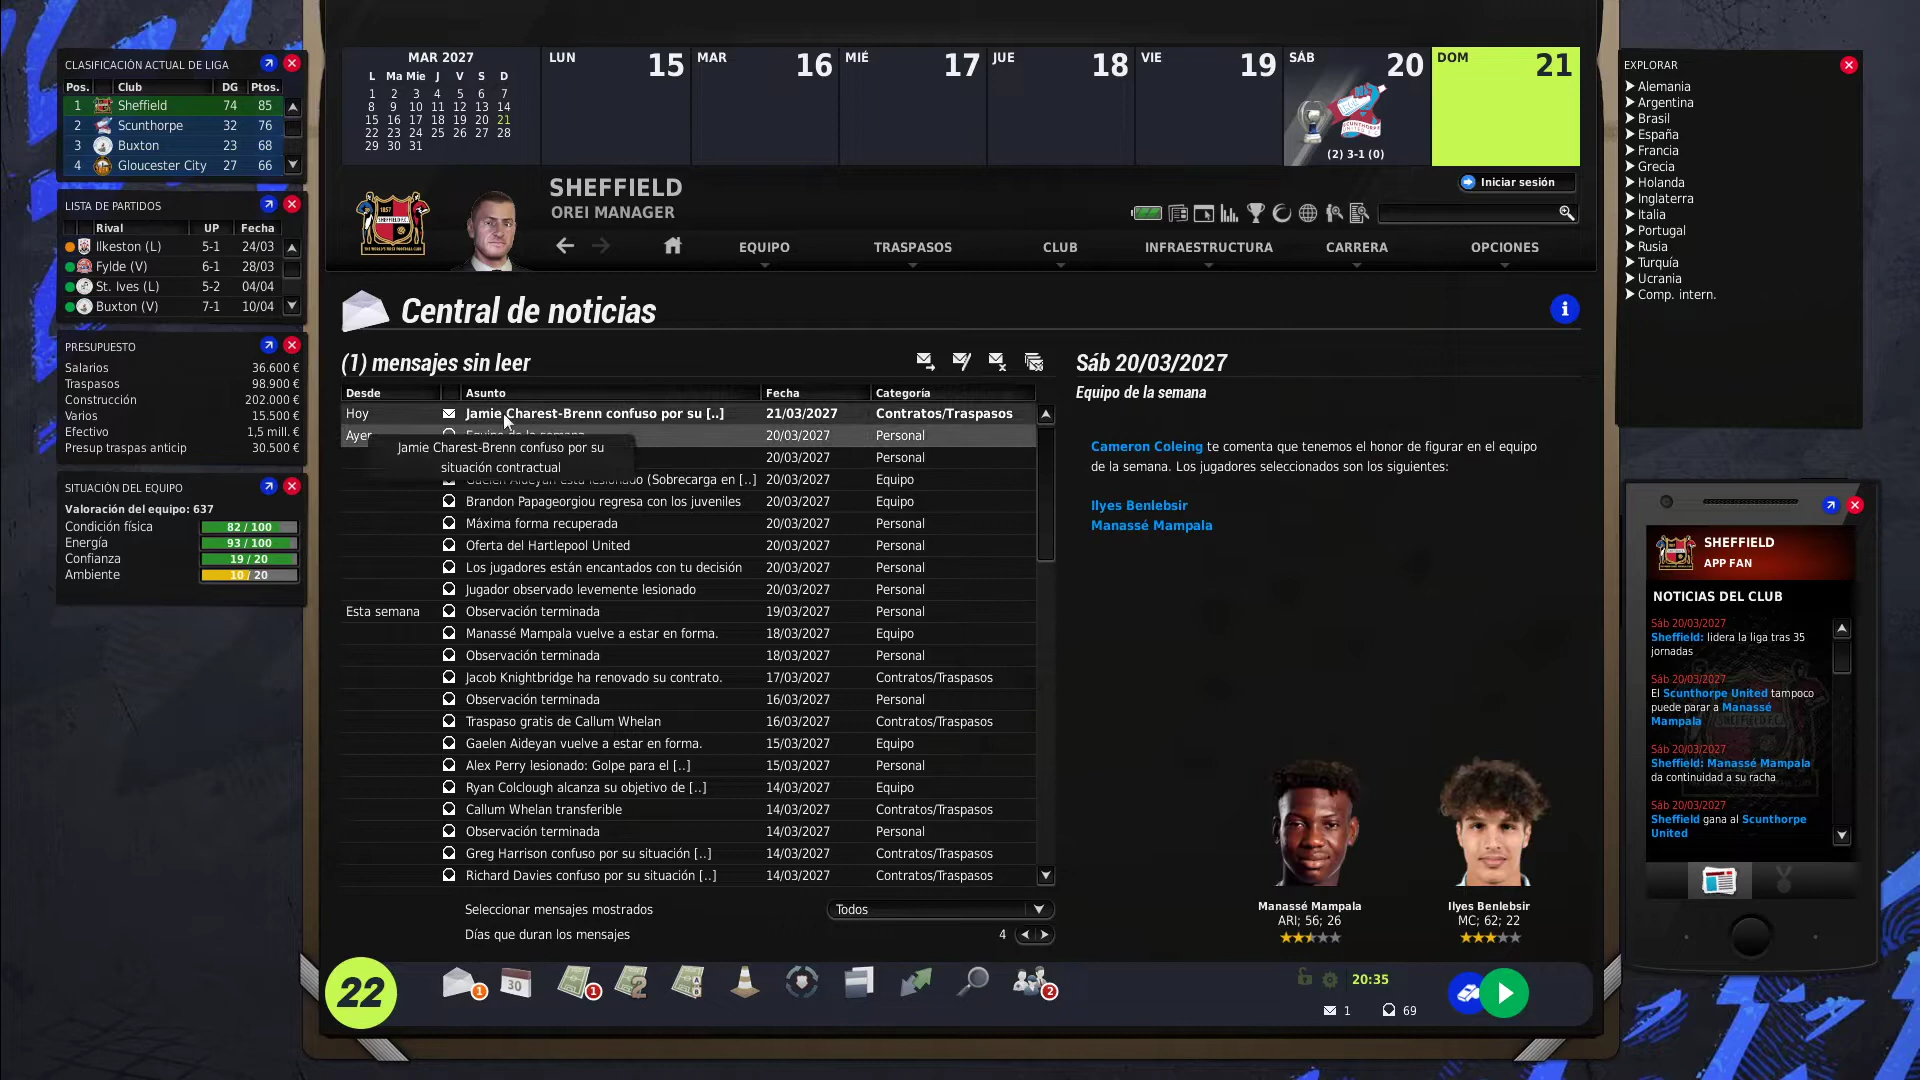 CLASIFICACIÓN ACTUAL DE LIGA
Pos. Club DG Ptos.
1 Sheffield 74 85
2 Scunthorpe 32 76
3 Buxton 23 68
4 Gloucester City 27 66
LISTA DE PARTIDOS
Rival UP Fecha
Ilkeston (L) 5-1 24/03
Fylde (V) 6-1 28/03
St. Ives (L) 5-2 04/04
Buxton (V) 7-1 10/04
PRESUPUESTO
Salarios 36.600 €
Traspasos 98.900 €
Construcción 202.000 €
Varios 15.500 €
Efectivo 1,5 mill. €
Presup traspas anticip 30.500 €
SITUACIÓN DEL EQUIPO
Valoración del equipo: 637
Condición física 82 / 100
Energía 93 / 100
Confianza 19 / 20
Ambiente 10 / 20
MAR 2027
L Ma Mie J V S D
1 2 3 4 5 6 7
8 9 10 11 12 13 14
15 16 17 18 19 20 21
22 23 24 25 26 27 28
29 30 31
LUN 15
MAR 16
MIÉ 17
JUE 18
VIE 19
SÁB 20
(2) 3-1 (0)
DOM 21
SHEFFIELD
OREI MANAGER
Iniciar sesión
EQUIPO TRASPASOS CLUB INFRAESTRUCTURA CARRERA OPCIONES
Central de noticias
(1) mensajes sin leer
Desde Asunto Fecha Categoría
Hoy Jamie Charest-Brenn confuso por su [..] 21/03/2027 Contratos/Traspasos
Ayer Equipo de la semana 20/03/2027 Personal
Jamie Charest-Brenn confuso por su
situación contractual
20/03/2027 Personal
Gaelen Aideyan está lesionado (Sobrecarga en [..] 20/03/2027 Equipo
Brandon Papageorgiou regresa con los juveniles 20/03/2027 Equipo
Máxima forma recuperada 20/03/2027 Personal
Oferta del Hartlepool United 20/03/2027 Personal
Los jugadores están encantados con tu decisión 20/03/2027 Personal
Jugador observado levemente lesionado 20/03/2027 Personal
Esta semana Observación terminada 19/03/2027 Personal
Manassé Mampala vuelve a estar en forma. 18/03/2027 Equipo
Observación terminada 18/03/2027 Personal
Jacob Knightbridge ha renovado su contrato. 17/03/2027 Contratos/Traspasos
Observación terminada 16/03/2027 Personal
Traspaso gratis de Callum Whelan 16/03/2027 Contratos/Traspasos
Gaelen Aideyan vuelve a estar en forma. 15/03/2027 Equipo
Alex Perry lesionado: Golpe para el [..] 15/03/2027 Personal
Ryan Colclough alcanza su objetivo de [..] 14/03/2027 Equipo
Callum Whelan transferible 14/03/2027 Contratos/Traspasos
Observación terminada 14/03/2027 Personal
Greg Harrison confuso por su situación [..] 14/03/2027 Contratos/Traspasos
Richard Davies confuso por su situación [..] 14/03/2027 Contratos/Traspasos
Seleccionar mensajes mostrados Todos
Días que duran los mensajes 4
Sáb 20/03/2027
Equipo de la semana
Cameron Coleing te comenta que tenemos el honor de figurar en el equipo
de la semana. Los jugadores seleccionados son los siguientes:
Ilyes Benlebsir
Manassé Mampala
Manassé Mampala
ARI; 56; 26
Ilyes Benlebsir
MC; 62; 22
22
1
30
1
2
2
20:35
1 69
EXPLORAR
Alemania
Argentina
Brasil
España
Francia
Grecia
Holanda
Inglaterra
Italia
Portugal
Rusia
Turquía
Ucrania
Comp. intern.
SHEFFIELD
APP FAN
NOTICIAS DEL CLUB
Sáb 20/03/2027
Sheffield: lidera la liga tras 35
jornadas
Sáb 20/03/2027
El Scunthorpe United tampoco
puede parar a Manassé
Mampala
Sáb 20/03/2027
Sheffield: Manassé Mampala
da continuidad a su racha
Sáb 20/03/2027
Sheffield gana al Scunthorpe
United